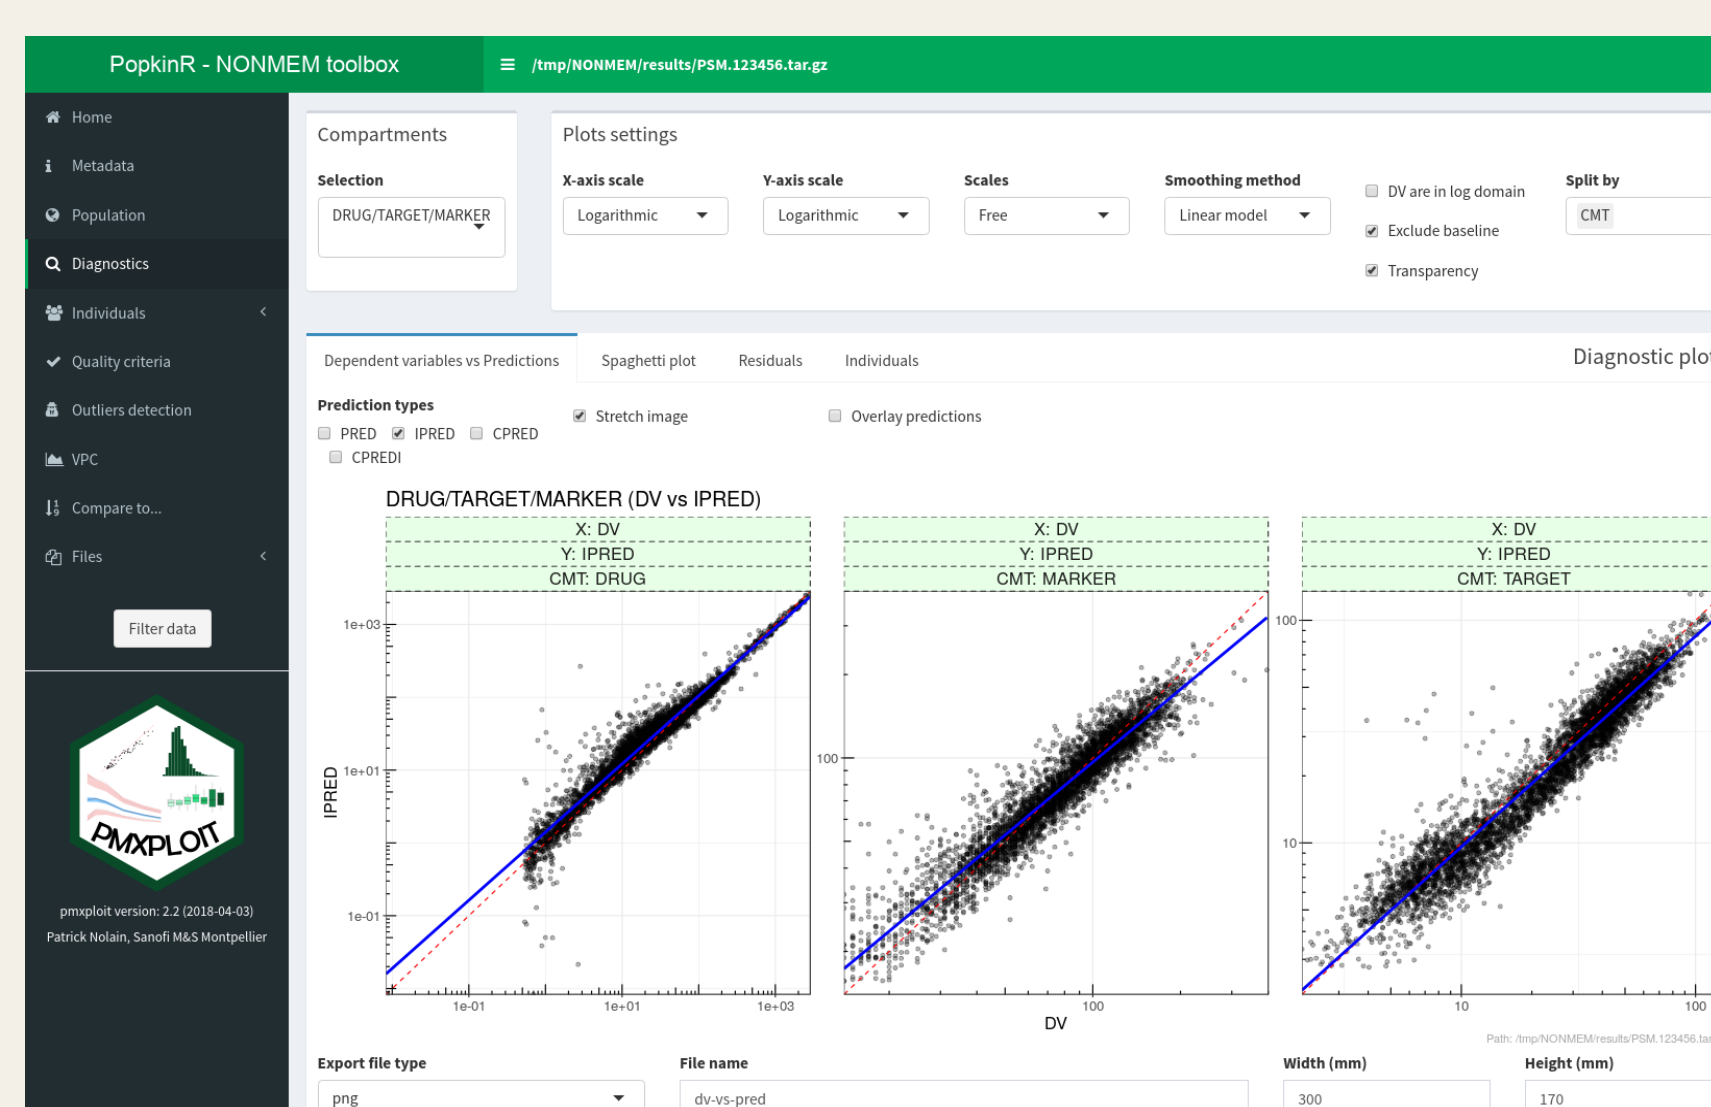 PopkinR - NONMEM toolbox
/tmp/NONMEM/results/PSM.123456.tar.gz
Home
Metadata
Population
Diagnostics
Individuals
Quality criteria
Outliers detection
VPC
Compare to...
Files
Filter data
PMXPLOIT
pmxploit version: 2.2 (2018-04-03)
Patrick Nolain, Sanofi M&S Montpellier
Compartments
Selection
DRUG/TARGET/MARKER
Plots settings
X-axis scale
Logarithmic
Y-axis scale
Logarithmic
Scales
Free
Smoothing method
Linear model
DV are in log domain
Exclude baseline
Transparency
Split by
CMT
Dependent variables vs Predictions
Spaghetti plot
Residuals
Individuals
Diagnostic plot
Prediction types
PRED IPRED CPRED
CPREDI
Stretch image
Overlay predictions
DRUG/TARGET/MARKER (DV vs IPRED)
X: DV
Y: IPRED
CMT: DRUG
X: DV
Y: IPRED
CMT: MARKER
X: DV
Y: IPRED
CMT: TARGET
IPRED
1e+03
1e+01
1e-01
1e-01 1e+01 1e+03
100
100
100
10
10 100
DV
Path: /tmp/NONMEM/results/PSM.123456.tar
Export file type
png
File name
dv-vs-pred
Width (mm)
300
Height (mm)
170